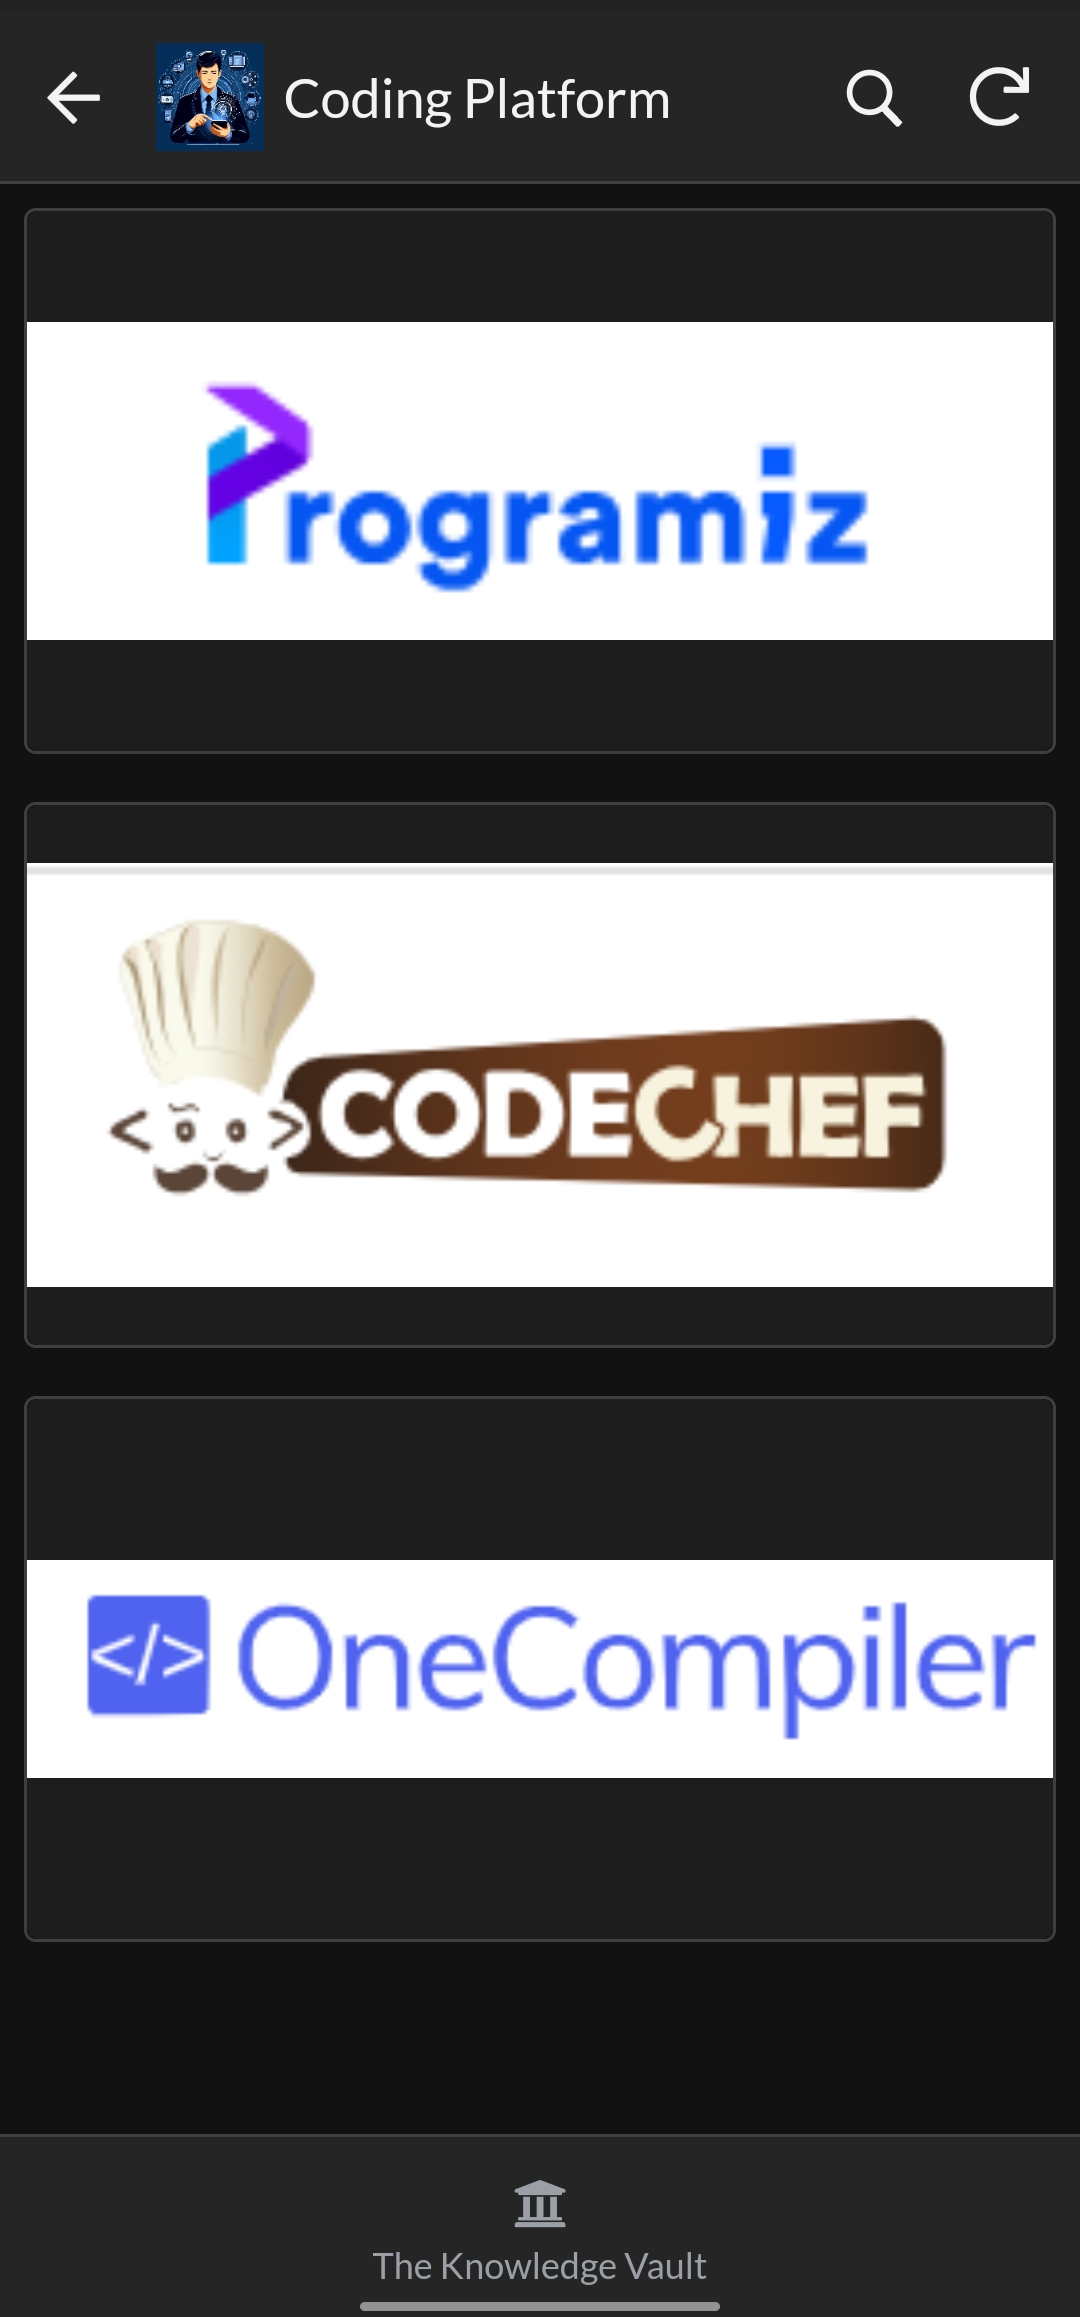 Coding Platform
Programiz
<> CODECHEF
</> OneCompiler
The Knowledge Vault